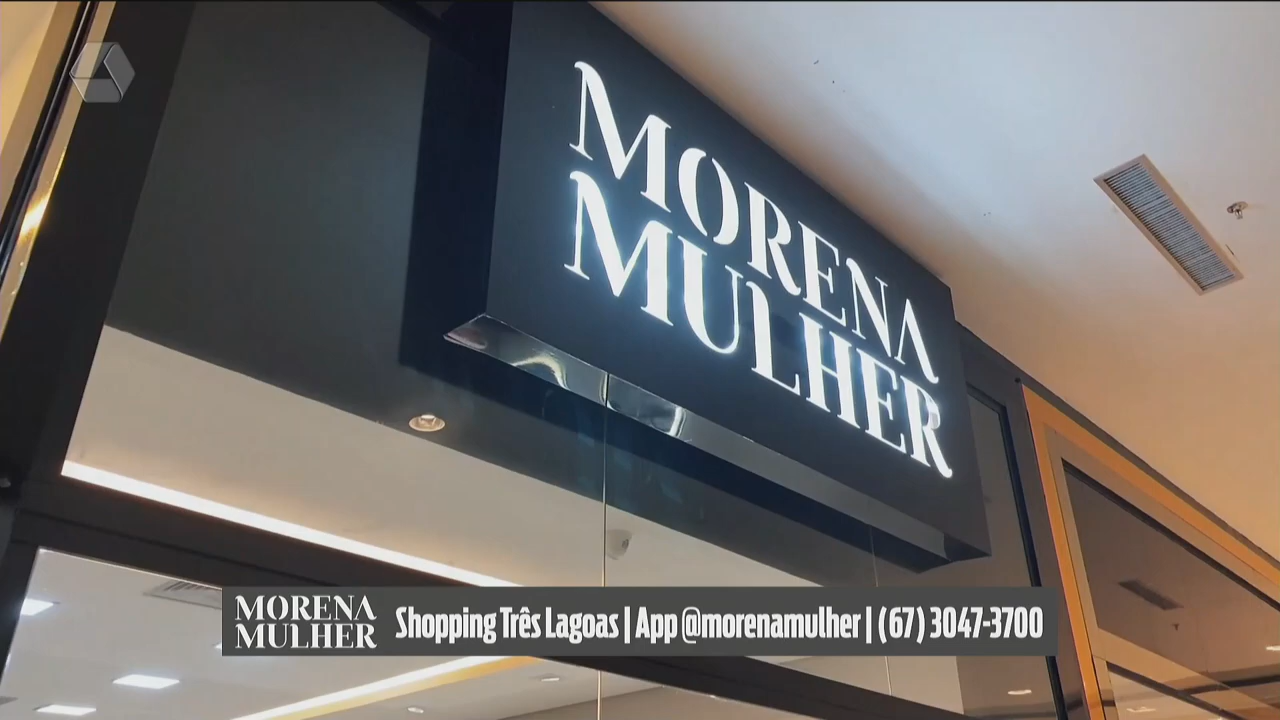 MORENA
MULHER
MORENA
MULHER
Shopping Três Lagoas | App @morenamulher | (67) 3047-3700